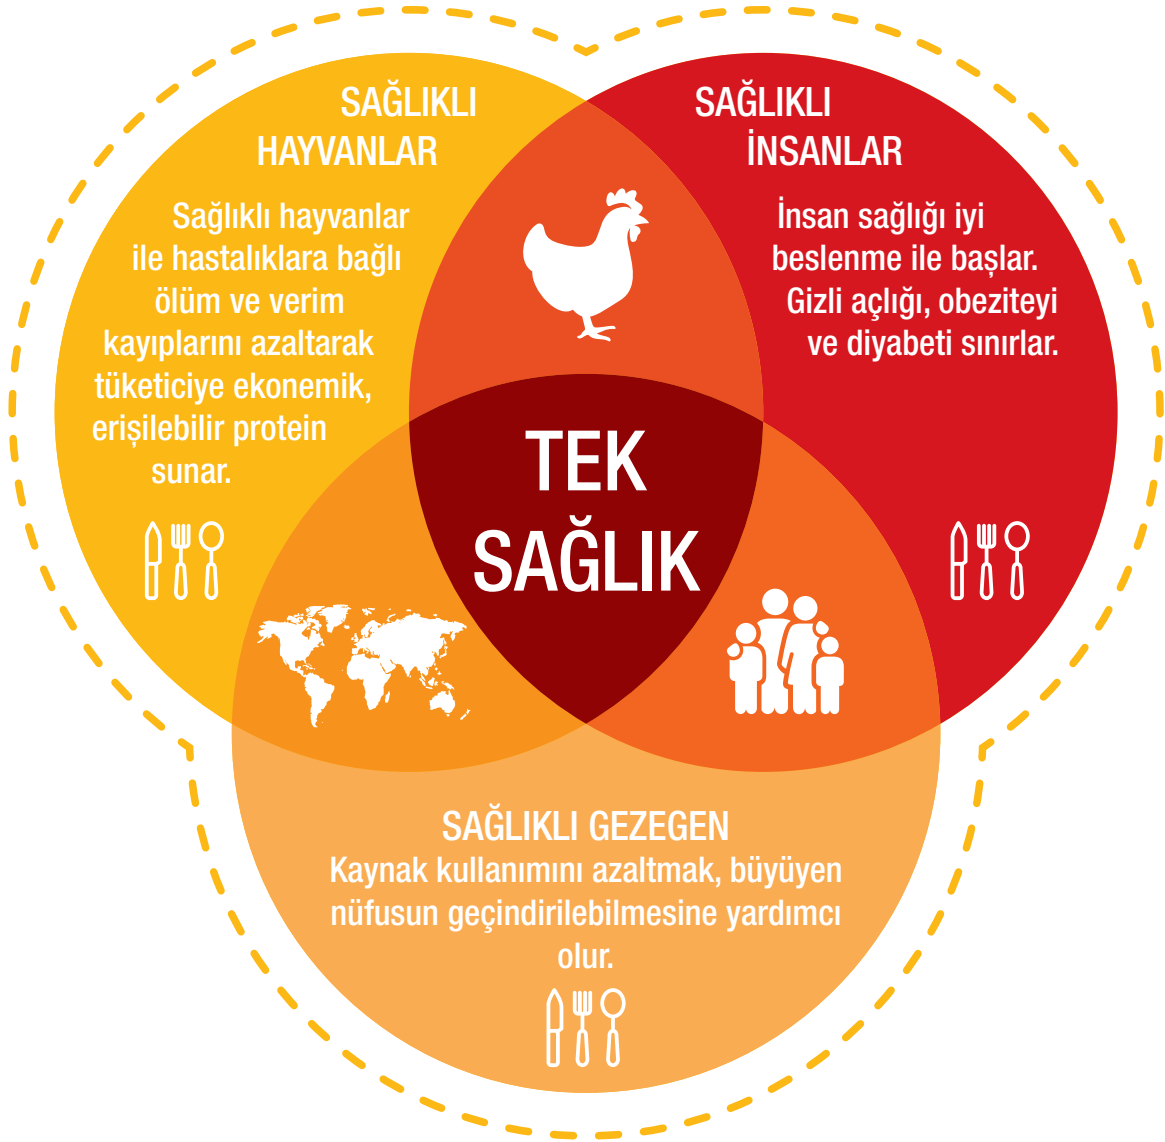 SAĞLIKLI
HAYVANLAR
Sağlıklı hayvanlar
ile hastalıklara bağlı
ölüm ve verim
kayıplarını azaltarak
tüketiciye ekonomik,
erişilebilir protein
sunar.
SAĞLIKLI
İNSANLAR
İnsan sağlığı iyi
beslenme ile başlar.
Gizli açlığı, obeziteyi
ve diyabeti sınırlar.
TEK
SAĞLIK
SAĞLIKLI GEZEGEN
Kaynak kullanımını azaltmak, büyüyen
nüfusun geçindirilebilmesine yardımcı
olur.